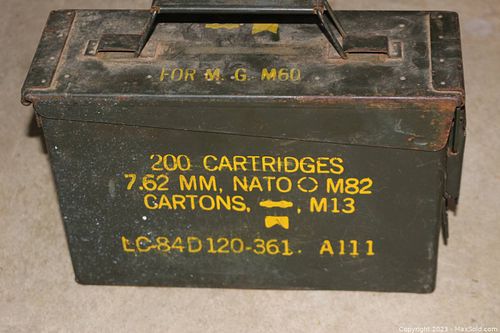 FOR M. G. M60
200 CARTRIDGES
7.62 MM, NATO M82
CARTONS, , M13
LC-84D120-361. A111
Copyright 2023 - MaxSold.com